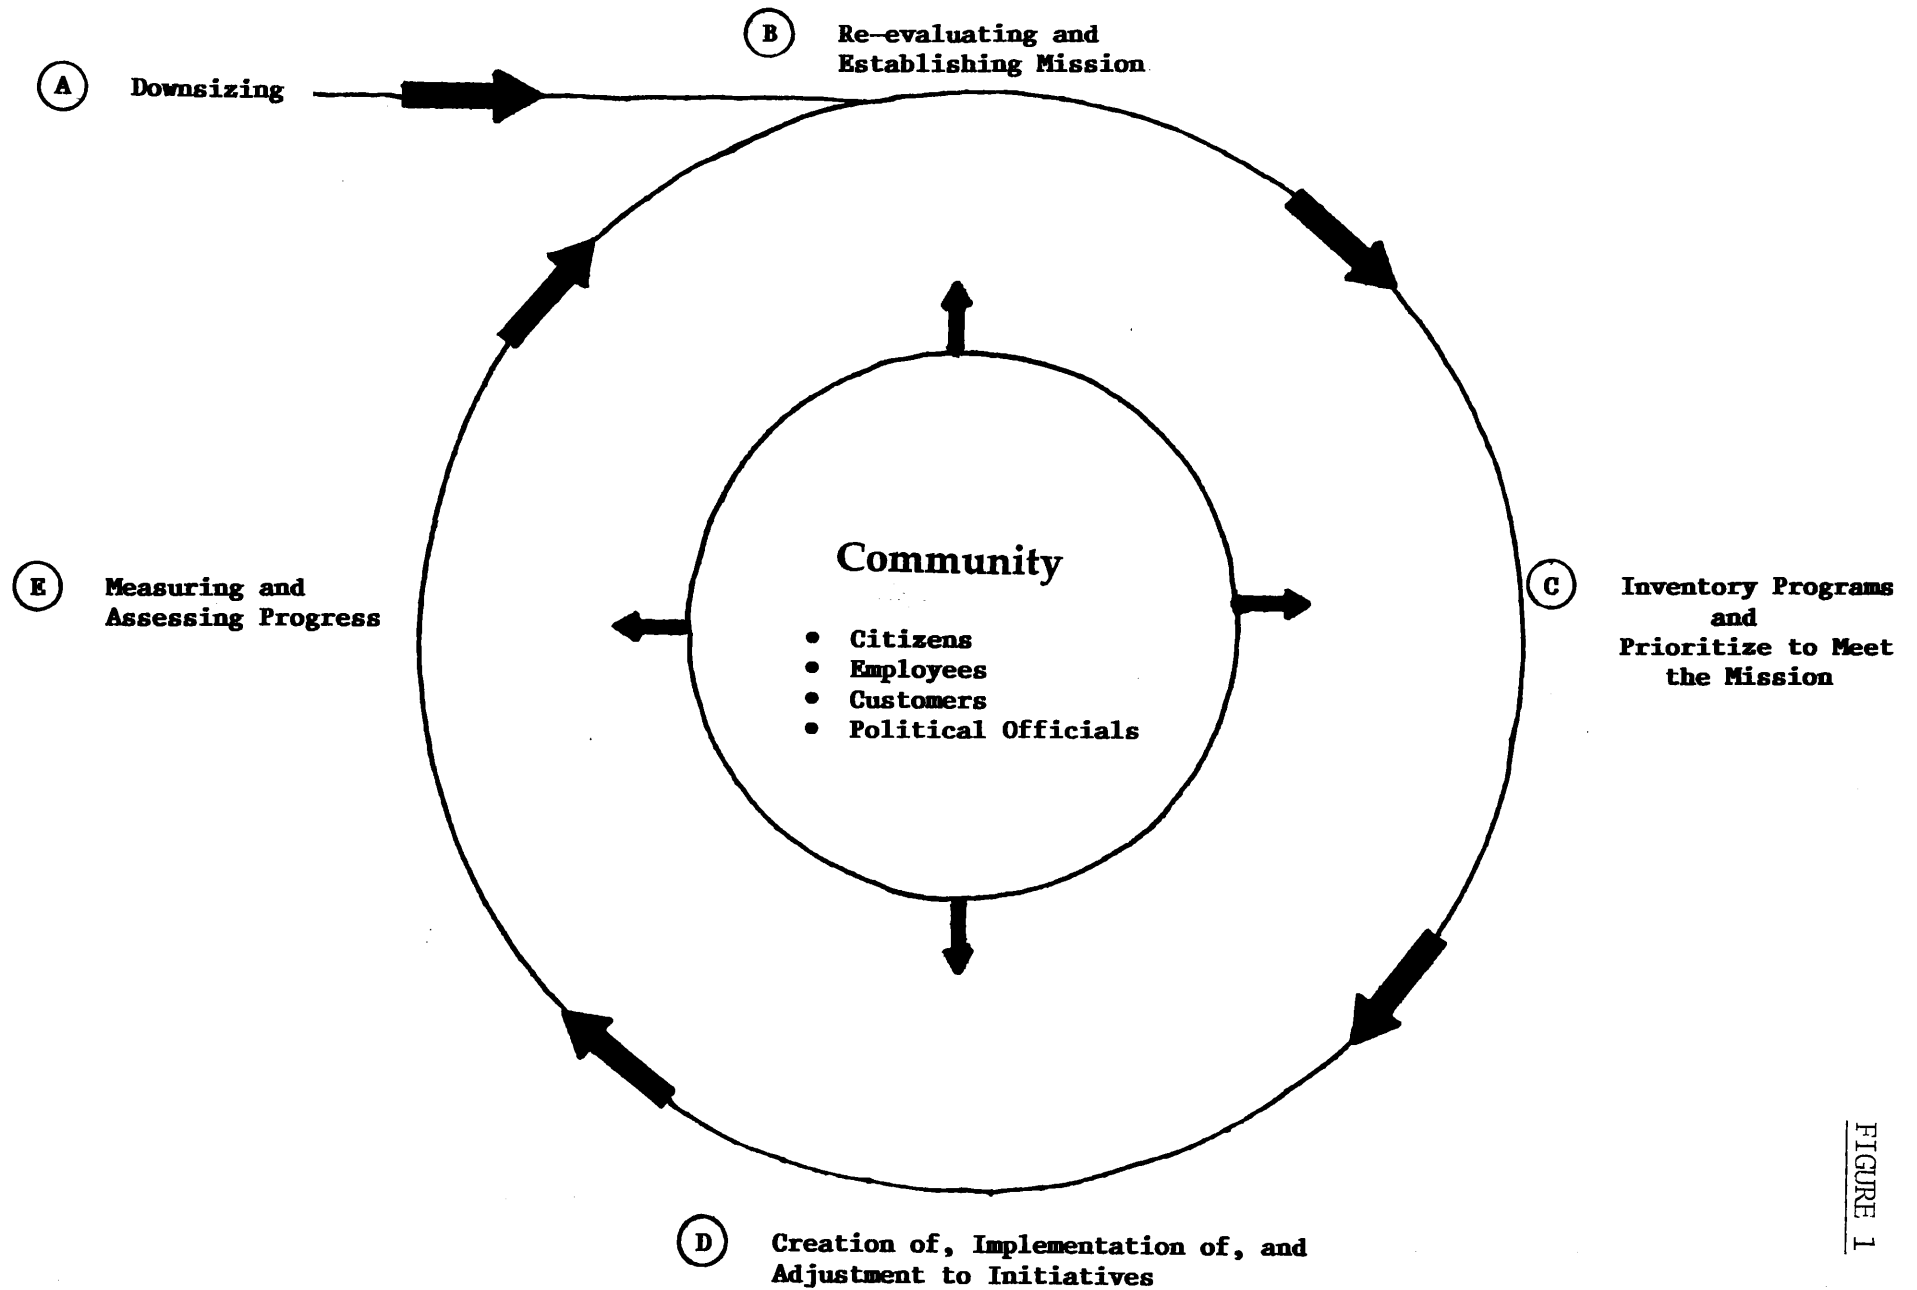 B
Re-evaluating and
Establishing Mission
A
Downsizing
E
Measuring and
Assessing Progress
Community
• Citizens
• Employees
• Customers
• Political Officials
C
Inventory Programs
and
Prioritize to Meet
the Mission
D
Creation of, Implementation of, and
Adjustment to Initiatives
FIGURE 1